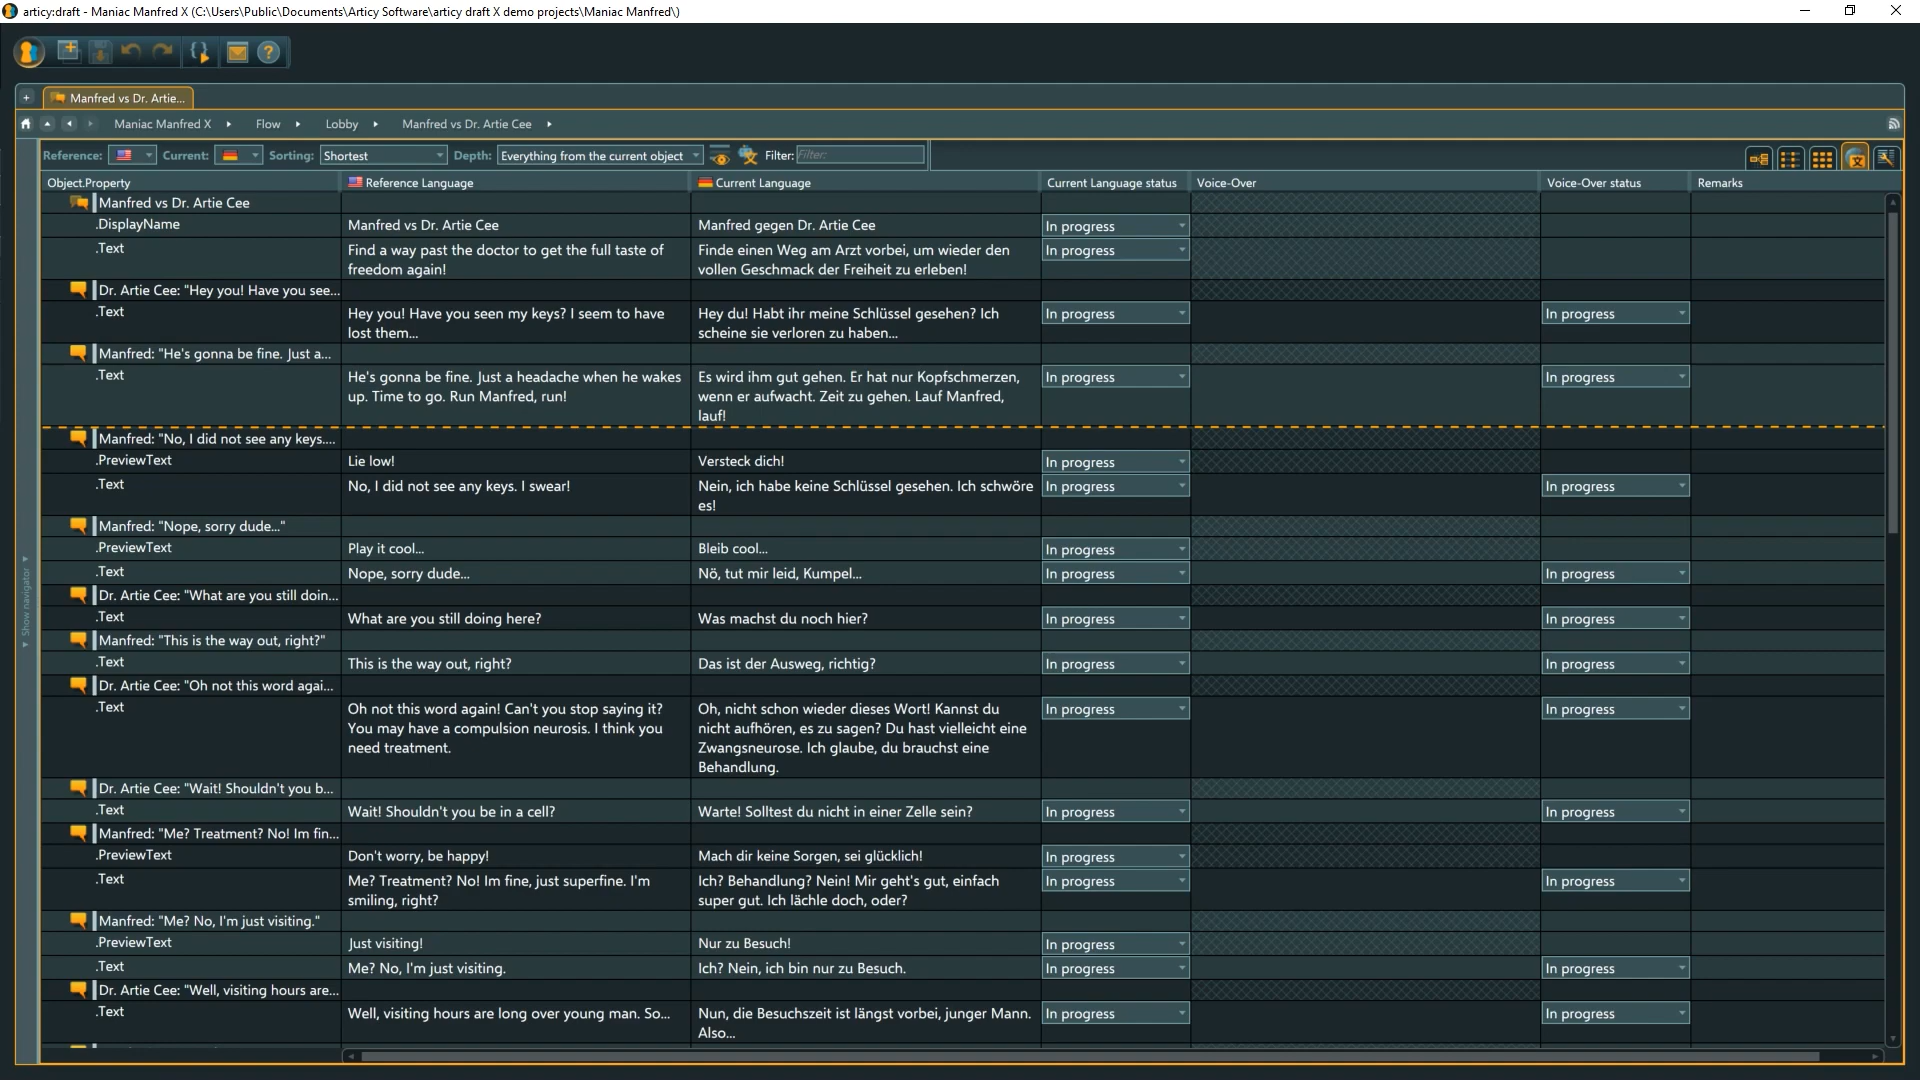 articy:draft - Maniac Manfred X (C:\Users\Public\Documents\Articy Software\articy draft X demo projects\Maniac Manfred\)
Manfred vs Dr. Artie...
Maniac Manfred X Flow Lobby Manfred vs Dr. Artie Cee
Reference: Current: Sorting: Shortest Depth: Everything from the current object Filter: Filter:
Object.Property Reference Language Current Language Current Language status Voice-Over Voice-Over status Remarks
Manfred vs Dr. Artie Cee
.DisplayName Manfred vs Dr. Artie Cee Manfred gegen Dr. Artie Cee In progress
.Text Find a way past the doctor to get the full taste of Finde einen Weg am Arzt vorbei, um wieder den In progress
freedom again! vollen Geschmack der Freiheit zu erleben!
Dr. Artie Cee: "Hey you! Have you see...
.Text Hey you! Have you seen my keys? I seem to have Hey du! Habt ihr meine Schlüssel gesehen? Ich In progress In progress
lost them... scheine sie verloren zu haben...
Manfred: "He's gonna be fine. Just a...
.Text He's gonna be fine. Just a headache when he wakes Es wird ihm gut gehen. Er hat nur Kopfschmerzen, In progress In progress
up. Time to go. Run Manfred, run! wenn er aufwacht. Zeit zu gehen. Lauf Manfred,
lauf!
Manfred: "No, I did not see any keys....
.PreviewText Lie low! Versteck dich! In progress
.Text No, I did not see any keys. I swear! Nein, ich habe keine Schlüssel gesehen. Ich schwöre In progress In progress
es!
Manfred: "Nope, sorry dude..."
.PreviewText Play it cool... Bleib cool... In progress
.Text Nope, sorry dude... Nö, tut mir leid, Kumpel... In progress In progress
Dr. Artie Cee: "What are you still doin...
.Text What are you still doing here? Was machst du noch hier? In progress In progress
Show navigator
Manfred: "This is the way out, right?"
.Text This is the way out, right? Das ist der Ausweg, richtig? In progress In progress
Dr. Artie Cee: "Oh not this word agai...
.Text Oh not this word again! Can't you stop saying it? Oh, nicht schon wieder dieses Wort! Kannst du In progress In progress
You may have a compulsion neurosis. I think you nicht aufhören, es zu sagen? Du hast vielleicht eine
need treatment. Zwangsneurose. Ich glaube, du brauchst eine
Behandlung.
Dr. Artie Cee: "Wait! Shouldn't you b...
.Text Wait! Shouldn't you be in a cell? Warte! Solltest du nicht in einer Zelle sein? In progress In progress
Manfred: "Me? Treatment? No! Im fin...
.PreviewText Don't worry, be happy! Mach dir keine Sorgen, sei glücklich! In progress
.Text Me? Treatment? No! Im fine, just superfine. I'm Ich? Behandlung? Nein! Mir geht's gut, einfach In progress In progress
smiling, right? super gut. Ich lächle doch, oder?
Manfred: "Me? No, I'm just visiting."
.PreviewText Just visiting! Nur zu Besuch! In progress
.Text Me? No, I'm just visiting. Ich? Nein, ich bin nur zu Besuch. In progress In progress
Dr. Artie Cee: "Well, visiting hours are...
.Text Well, visiting hours are long over young man. So... Nun, die Besuchszeit ist längst vorbei, junger Mann. In progress In progress
Also...